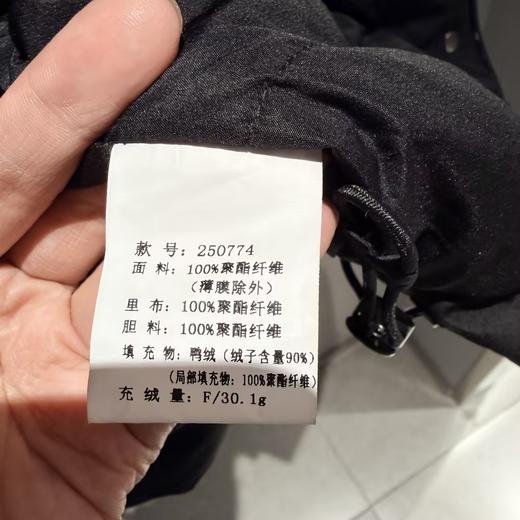 款号: 250774
面料: 100%聚酯纤维
(薄膜除外)
里布: 100%聚酯纤维
胆料: 100%聚酯纤维
填充物: 鸭绒 (绒子含量90%)
(局部填充物: 100%聚酯纤维)
充绒量: F/30.1g